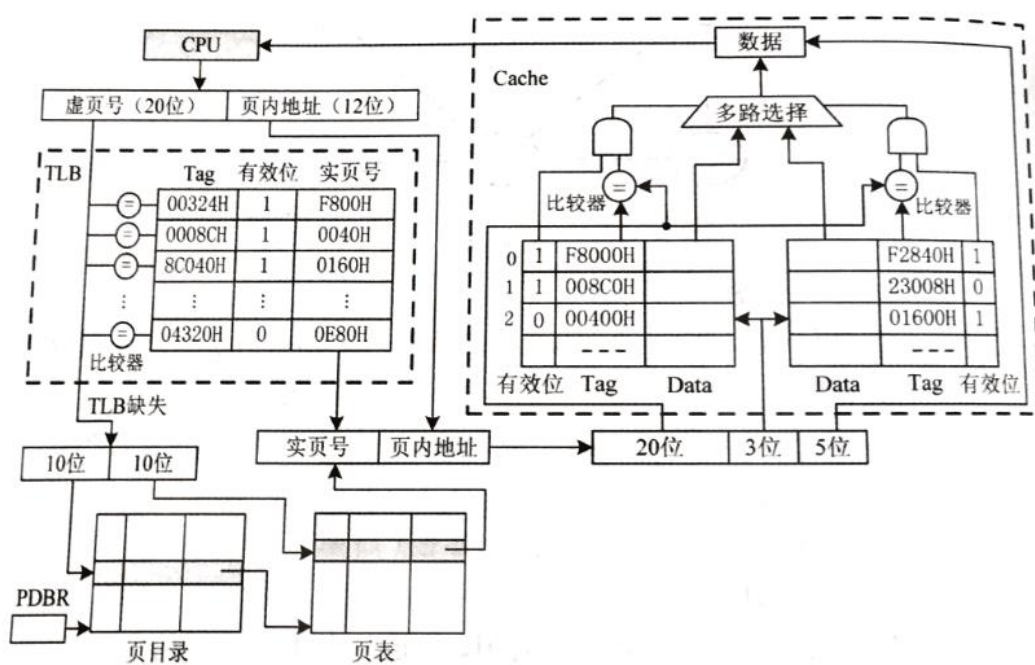 CPU
虚页号（20位） 页内地址（12位）
TLB
Tag 有效位 实页号
= 00324H 1 F800H
= 0008CH 1 0040H
= 8C040H 1 0160H
⋮ ⋮ ⋮
= 04320H 0 0E80H
比较器
TLB缺失
10位 10位
PDBR
页目录
页表
实页号 页内地址
20位 3位 5位
Cache
数据
多路选择
= =
比较器 比较器
0 1 F8000H F2840H 1
1 1 008C0H 23008H 0
2 0 00400H 01600H 1
---- ----
有效位 Tag Data Data Tag 有效位